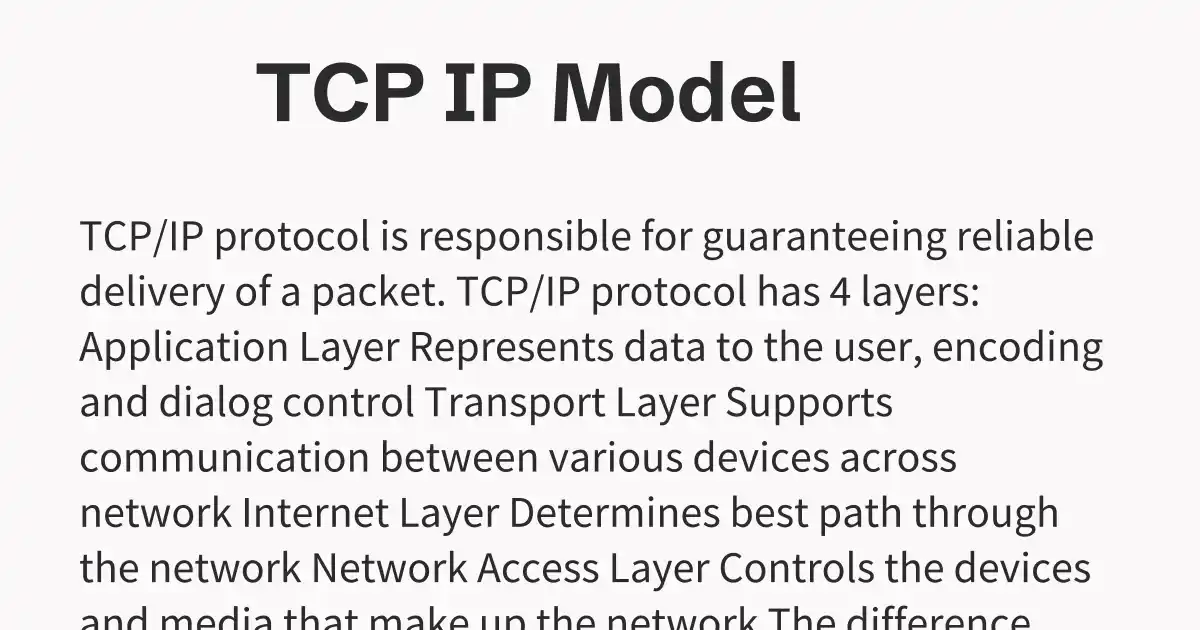 TCP IP Model
TCP/IP protocol is responsible for guaranteeing reliable
delivery of a packet. TCP/IP protocol has 4 layers:
Application Layer Represents data to the user, encoding
and dialog control Transport Layer Supports
communication between various devices across
network Internet Layer Determines best path through
the network Network Access Layer Controls the devices
and media that make up the network The difference